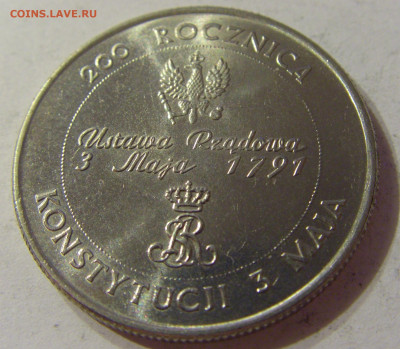 COINS.LAVE.RU
200 ROCZNICA
Ustawa Rządowa
3 Maja 1791
KONSTYTUCJI 3 MAJA